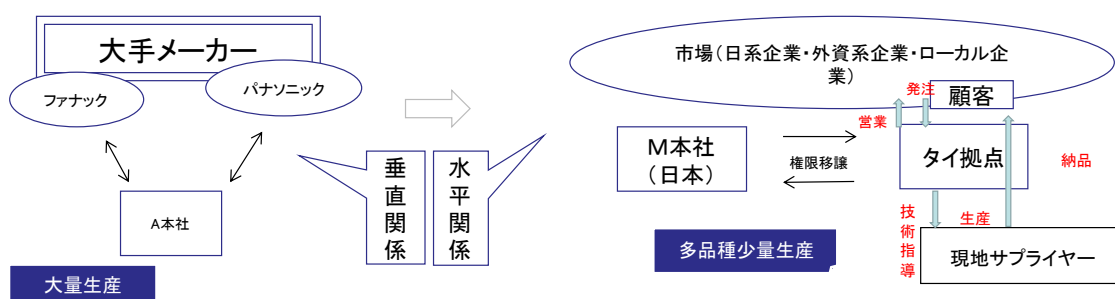 大手メーカー
ファナック
パナソニック
A本社
大量生産
垂直関係
水平関係
市場(日系企業・外資系企業・ローカル企
業)
発注
顧客
営業
M本社
(日本)
権限移譲
タイ拠点
納品
技術指導
生産
多品種少量生産
現地サプライヤー